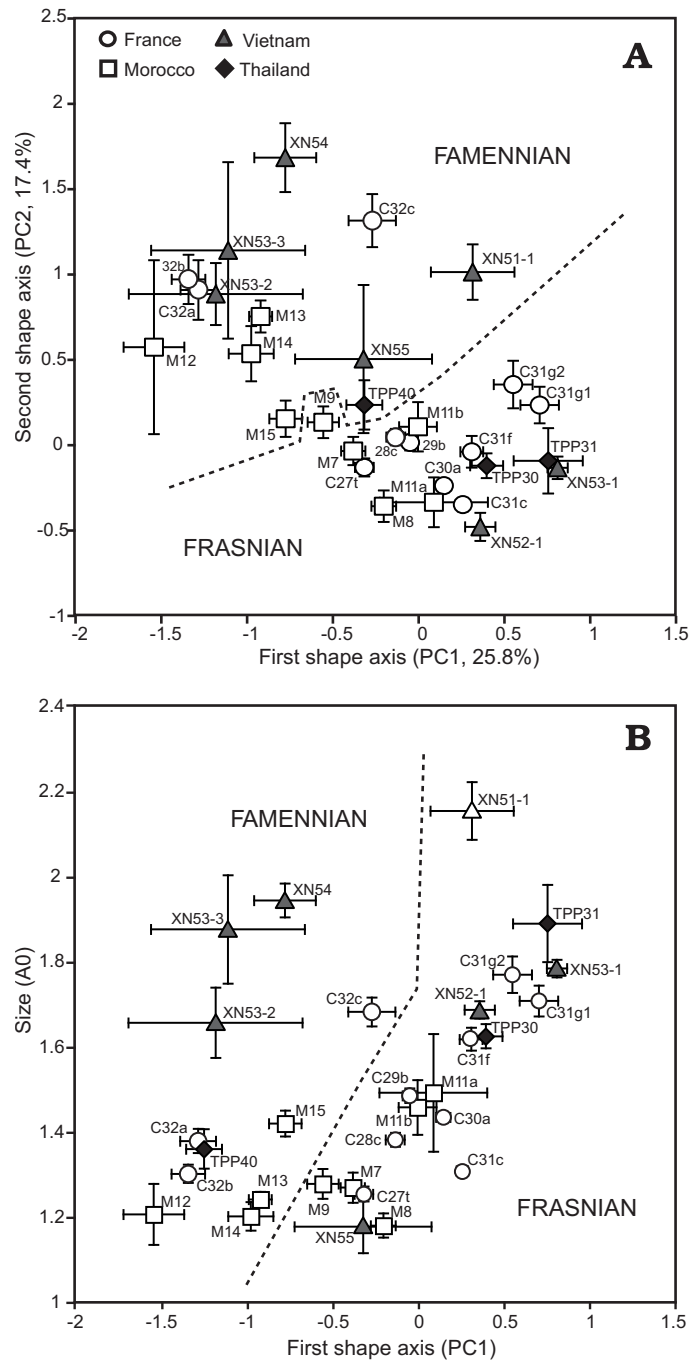 2.5
France
Vietnam
A
Morocco
Thailand
2
XN54
FAMENNIAN
1.5
C32c
XN53-3
XN51-1
32b
1
XN53-2
C32a
M13
M14
M12
XN55
0.5
C31g2
TPP40
C31g1
M9
M11b
M15
28c
29b
C31f
TPP31
0
M7
C27t
C30a
TPP30
XN53-1
M11a
C31c
M8
-0.5
XN52-1
FRASNIAN
-1
-2
-1.5
-1
-0.5
0
0.5
1
1.5
First shape axis (PC1, 25.8%)
Second shape axis (PC2, 17.4%)
2.4
B
2.2
XN51-1
FAMENNIAN
2
XN54
XN53-3
TPP31
1.8
C31g2
XN53-1
C32c
XN52-1
C31g1
XN53-2
TPP30
1.6
C31f
C29b
M11a
M15
M11b
C30a
1.4
C32a
C28c
TPP40
C31c
C32b
M13
M7
M12
M9
C27t
M8
FRASNIAN
1.2
M14
XN55
1
-2
-1.5
-1
-0.5
0
0.5
1
1.5
First shape axis (PC1)
Size (A0)